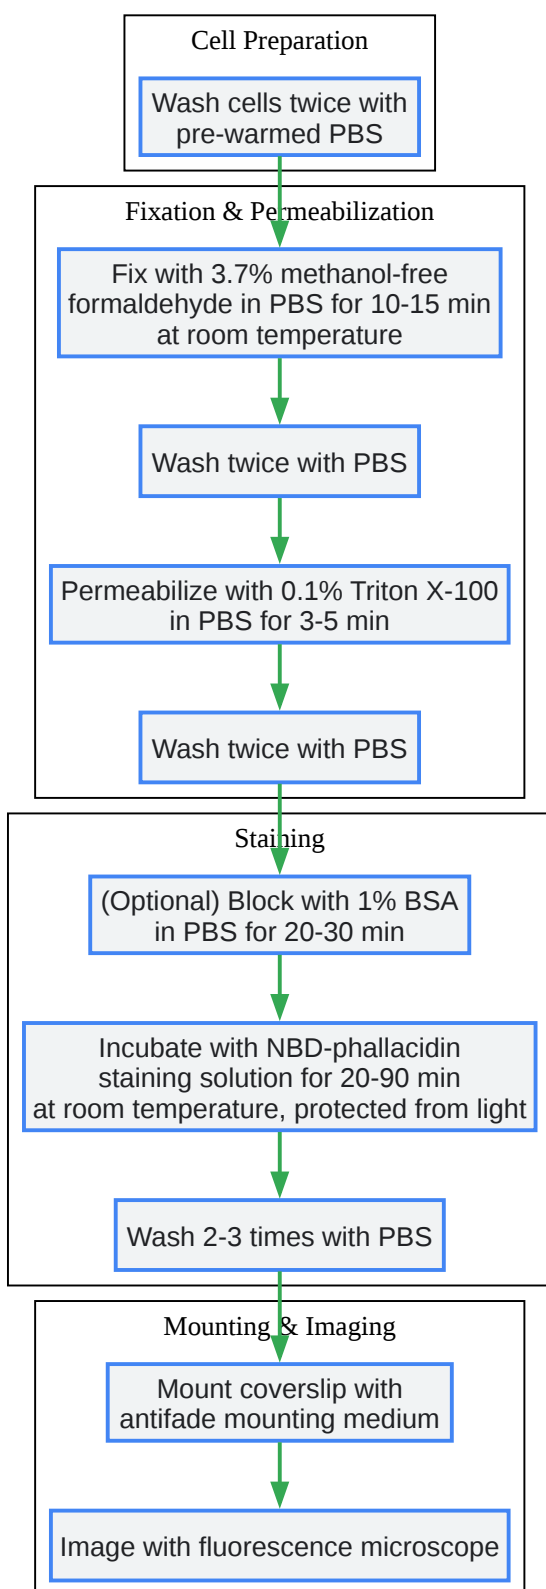 Cell Preparation
Wash cells twice with
pre-warmed PBS
Fixation & Permeabilization
Fix with 3.7% methanol-free
formaldehyde in PBS for 10-15 min
at room temperature
Wash twice with PBS
Permeabilize with 0.1% Triton X-100
in PBS for 3-5 min
Wash twice with PBS
Staining
(Optional) Block with 1% BSA
in PBS for 20-30 min
Incubate with NBD-phallacidin
staining solution for 20-90 min
at room temperature, protected from light
Wash 2-3 times with PBS
Mounting & Imaging
Mount coverslip with
antifade mounting medium
Image with fluorescence microscope